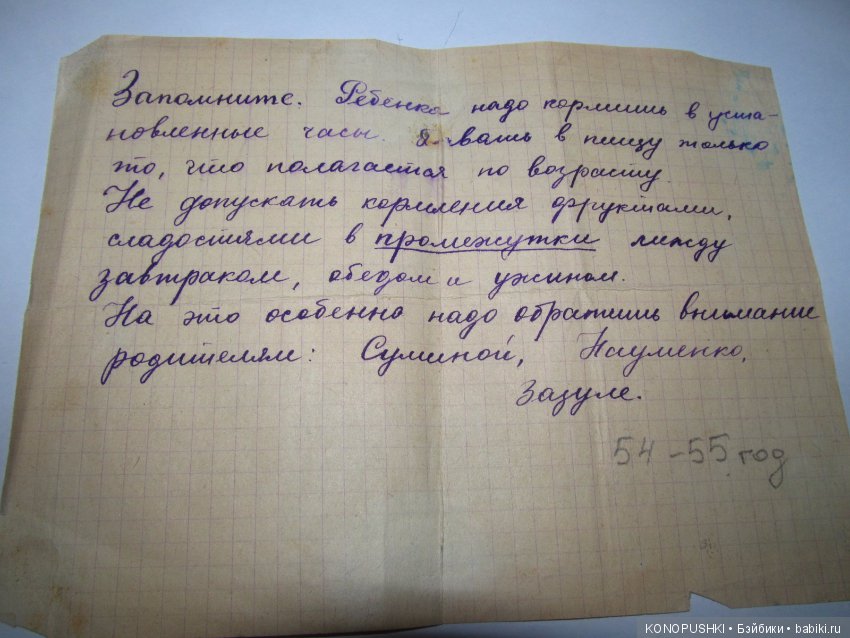 Запомните. Ребенка надо кормить в уста-
новленные часы. Давать в пищу только
то, что полагается по возрасту.
Не допускать кормления фруктами,
сладостями в промежутки между
завтраком, обедом и ужином.
На это особенно надо обратить внимание
родителям: Суминой, Науменко,
Зазуле.
54-55 год
KONOPUSHKI • Бэйбики • babiki.ru